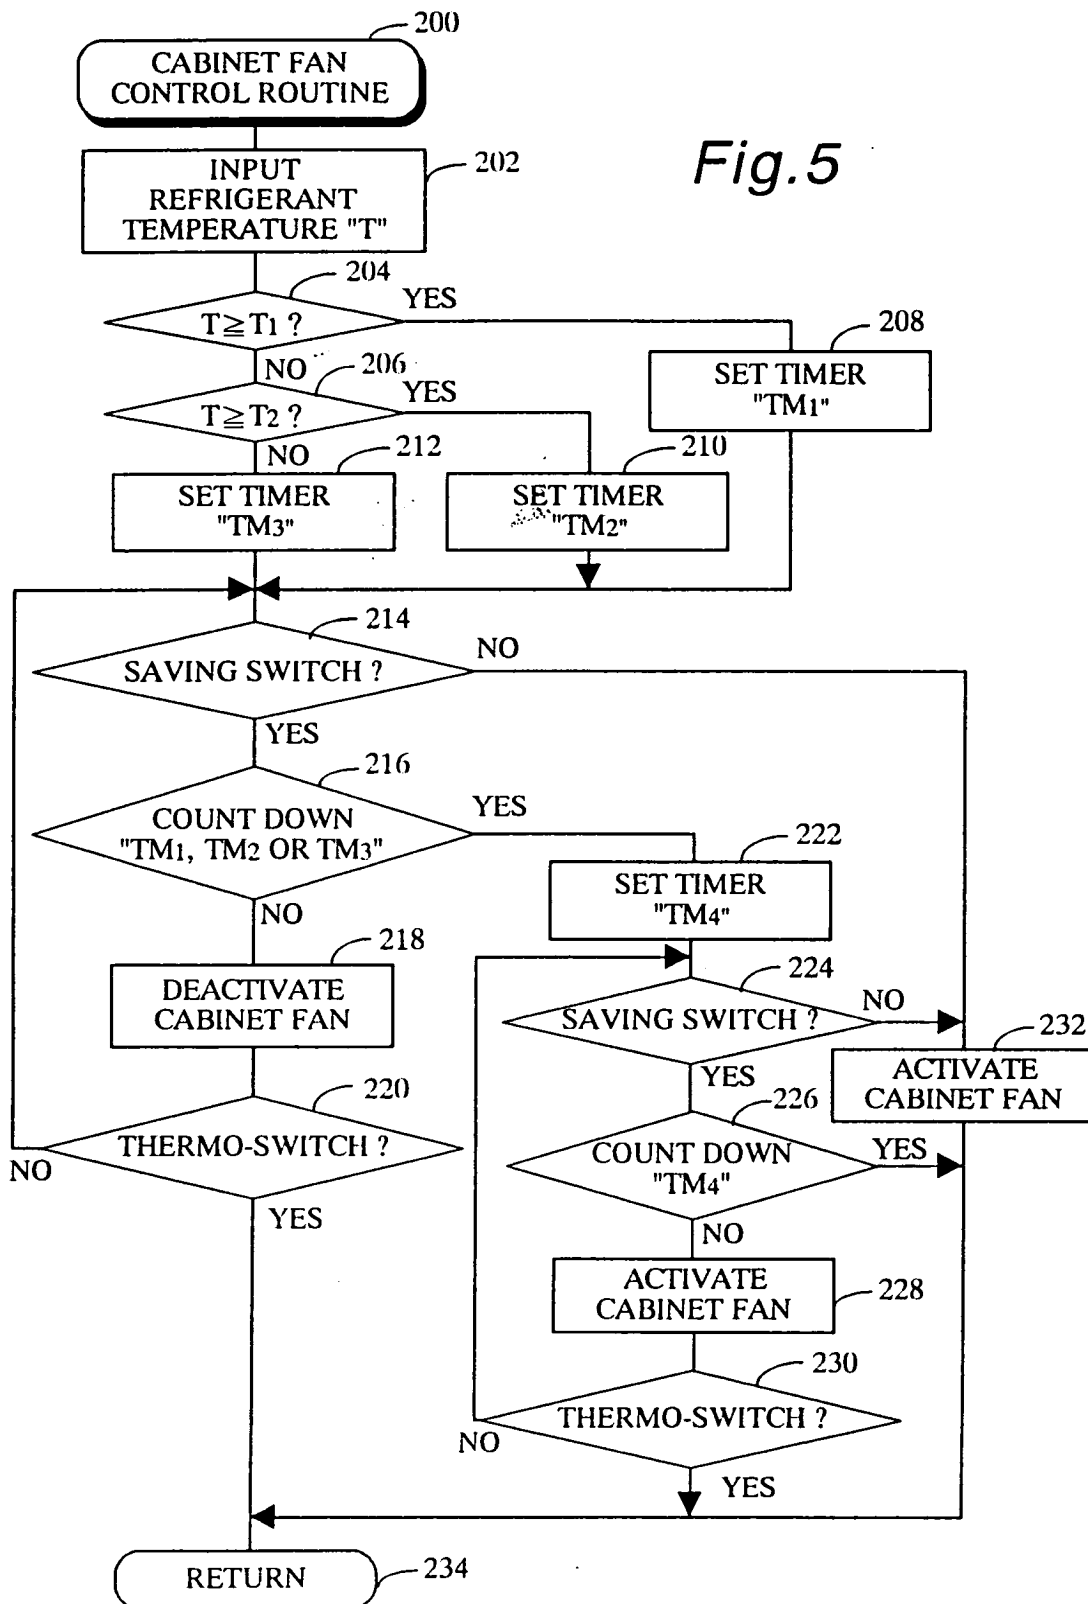 200
CABINET FAN
CONTROL ROUTINE
Fig.5
INPUT
REFRIGERANT
TEMPERATURE "T"
202
204
T≧T1 ?
YES
NO
206
T≧T2 ?
YES
NO
208
SET TIMER
"TM1"
212
SET TIMER
"TM3"
210
SET TIMER
"TM2"
214
SAVING SWITCH ?
NO
YES
216
COUNT DOWN
"TM1, TM2 OR TM3"
YES
NO
222
SET TIMER
"TM4"
218
DEACTIVATE
CABINET FAN
224
SAVING SWITCH ?
NO
YES
232
ACTIVATE
CABINET FAN
220
THERMO-SWITCH ?
NO
YES
226
COUNT DOWN
"TM4"
YES
NO
ACTIVATE
CABINET FAN
228
230
THERMO-SWITCH ?
NO
YES
RETURN
234